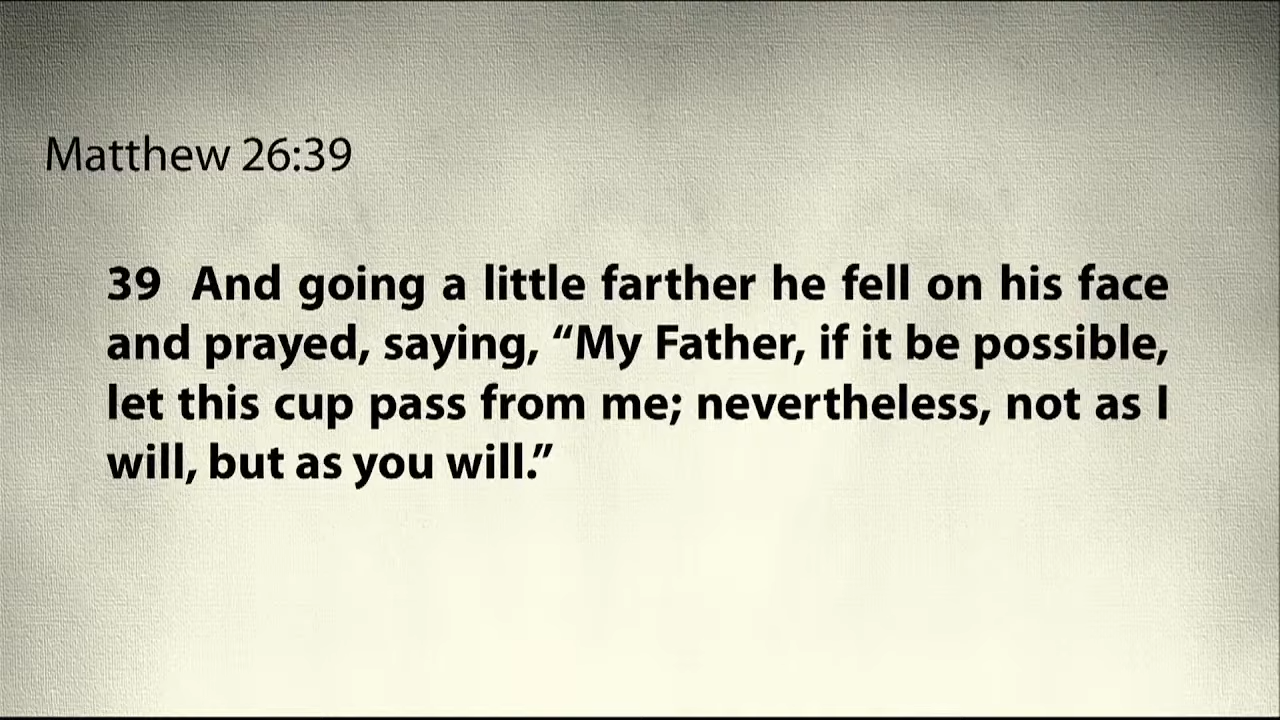 Matthew 26:39
39 And going a little farther he fell on his face
and prayed, saying, “My Father, if it be possible,
let this cup pass from me; nevertheless, not as I
will, but as you will.”